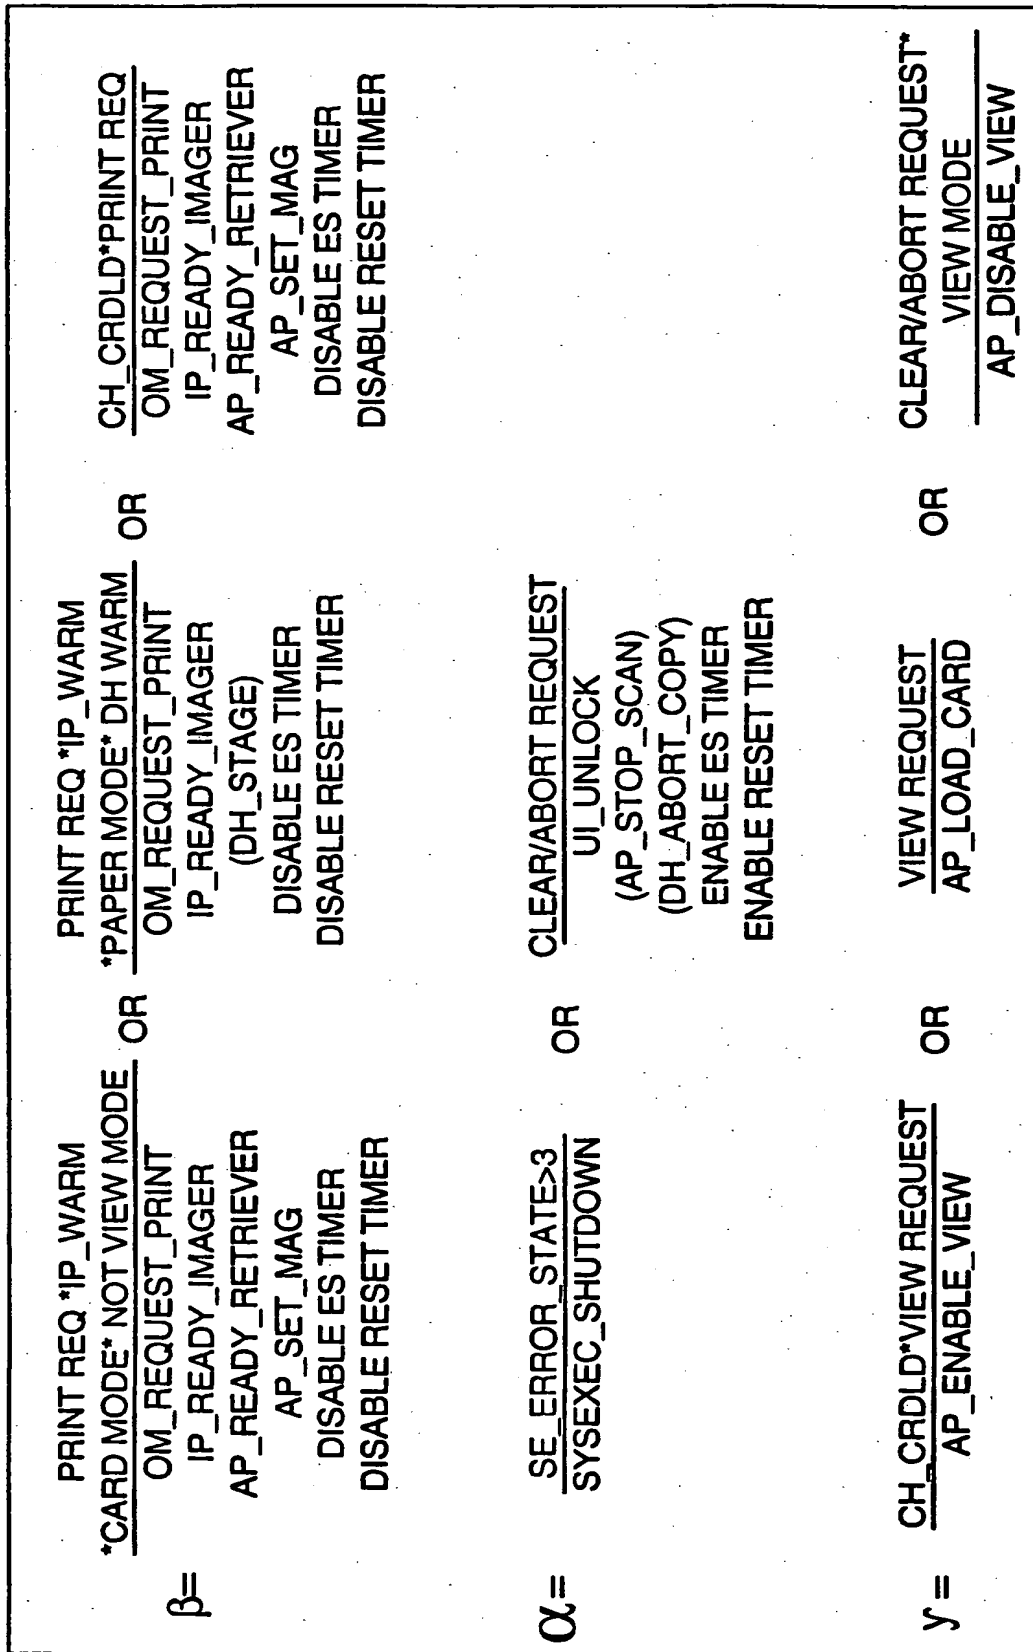 β=
PRINT REQ *IP_WARM
*CARD MODE* NOT VIEW MODE
OM_REQUEST_PRINT
IP_READY_IMAGER
AP_READY_RETRIEVER
AP_SET_MAG
DISABLE ES TIMER
DISABLE RESET TIMER
OR
PRINT REQ *IP_WARM
*PAPER MODE* DH WARM
OM_REQUEST_PRINT
IP_READY_IMAGER
(DH_STAGE)
DISABLE ES TIMER
DISABLE RESET TIMER
OR
CH_CRDLD*PRINT REQ
OM_REQUEST_PRINT
IP_READY_IMAGER
AP_READY_RETRIEVER
AP_SET_MAG
DISABLE ES TIMER
DISABLE RESET TIMER
α=
SE_ERROR_STATE>3
SYSEXEC_SHUTDOWN
OR
CLEAR/ABORT REQUEST
UI_UNLOCK
(AP_STOP_SCAN)
(DH_ABORT_COPY)
ENABLE ES TIMER
ENABLE RESET TIMER
γ =
CH_CRDLD*VIEW REQUEST
AP_ENABLE_VIEW
OR
VIEW REQUEST
AP_LOAD_CARD
OR
CLEAR/ABORT REQUEST*
VIEW MODE
AP_DISABLE_VIEW